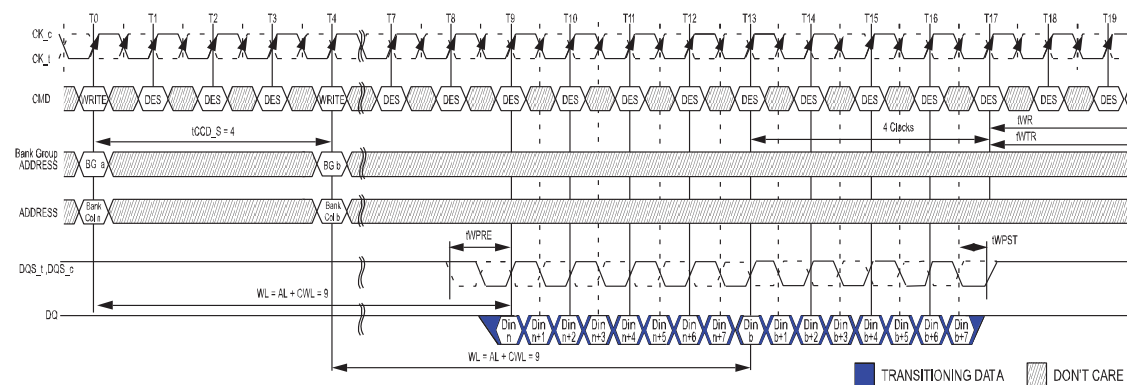 T0 T1 T2 T3 T4 T7 T8 T9 T10 T11 T12 T13 T14 T15 T16 T17 T18 T19
CK_c
CK_t
CMD WRITE DES DES DES WRITE DES DES DES DES DES DES DES DES DES DES DES DES DES
tCCD_S = 4 4 Clocks tWR
tWTR
Bank Group
ADDRESS BG a BG b
ADDRESS Bank Col n Bank Col b
tWPRE tWPST
DQS_t ,DQS_c
WL = AL + CWL = 9
DQ Din n Din n+1 Din n+2 Din n+3 Din n+4 Din n+5 Din n+6 Din n+7 Din b Din b+1 Din b+2 Din b+3 Din b+4 Din b+5 Din b+6 Din b+7
WL = AL + CWL = 9
TRANSITIONING DATA DON'T CARE